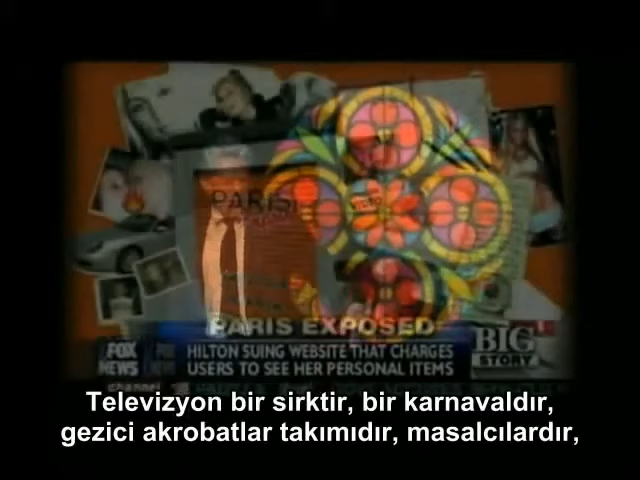 PARIS
PARIS EXPOSED
FOX
NEWS
channel
HILTON SUING WEBSITE THAT CHARGES
USERS TO SEE HER PERSONAL ITEMS
BIG
STORY
Televizyon bir sirktir, bir karnavaldır,
gezici akrobatlar takımıdır, masalcılardır,